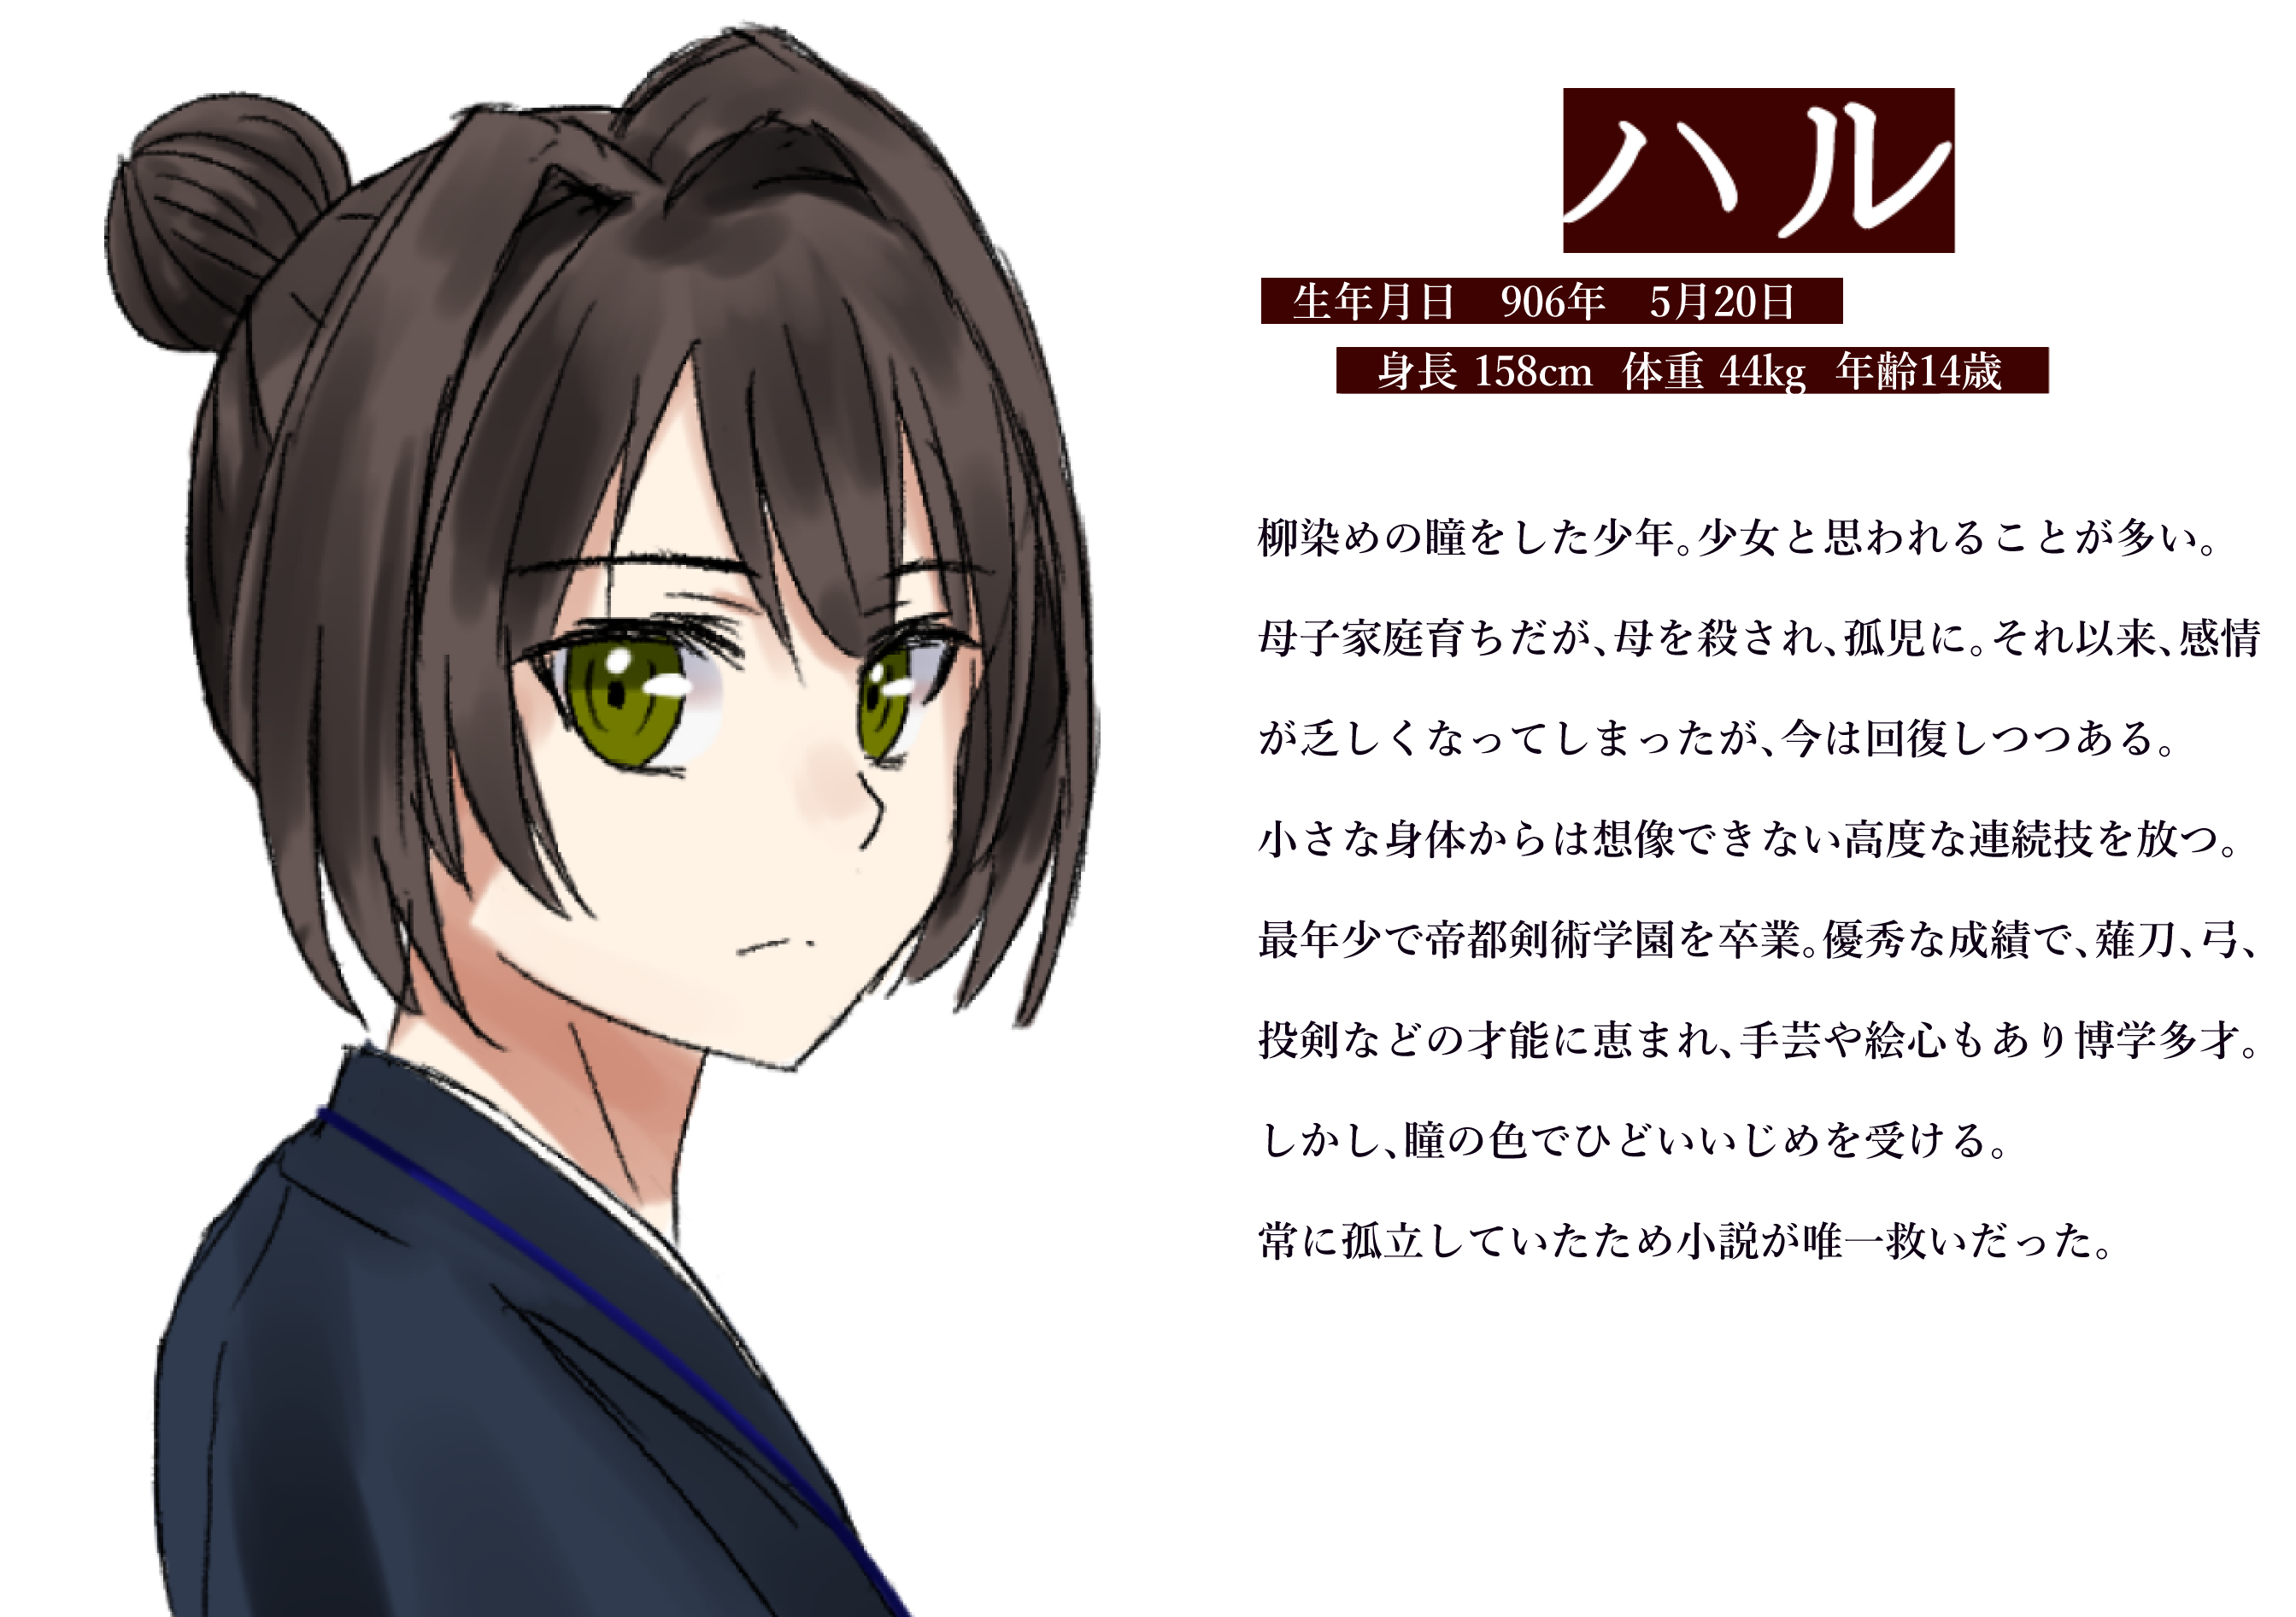 ハル
生年月日　906年　5月20日
身長 158cm 体重 44kg 年齢14歳
柳染めの瞳をした少年。少女と思われることが多い。
母子家庭育ちだが、母を殺され、孤児に。それ以来、感情
が乏しくなってしまったが、今は回復しつつある。
小さな身体からは想像できない高度な連続技を放つ。
最年少で帝都剣術学園を卒業。優秀な成績で、薙刀、弓、
投剣などの才能に恵まれ、手芸や絵心もあり博学多才。
しかし、瞳の色でひどいいじめを受ける。
常に孤立していたため小説が唯一救いだった。